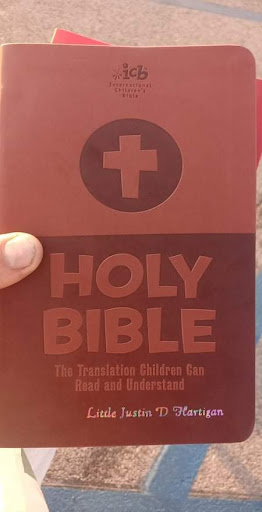 icb
International
Children's
Bible
HOLY
BIBLE
The Translation Children Can
Read and Understand
Little Justin D Hartigan